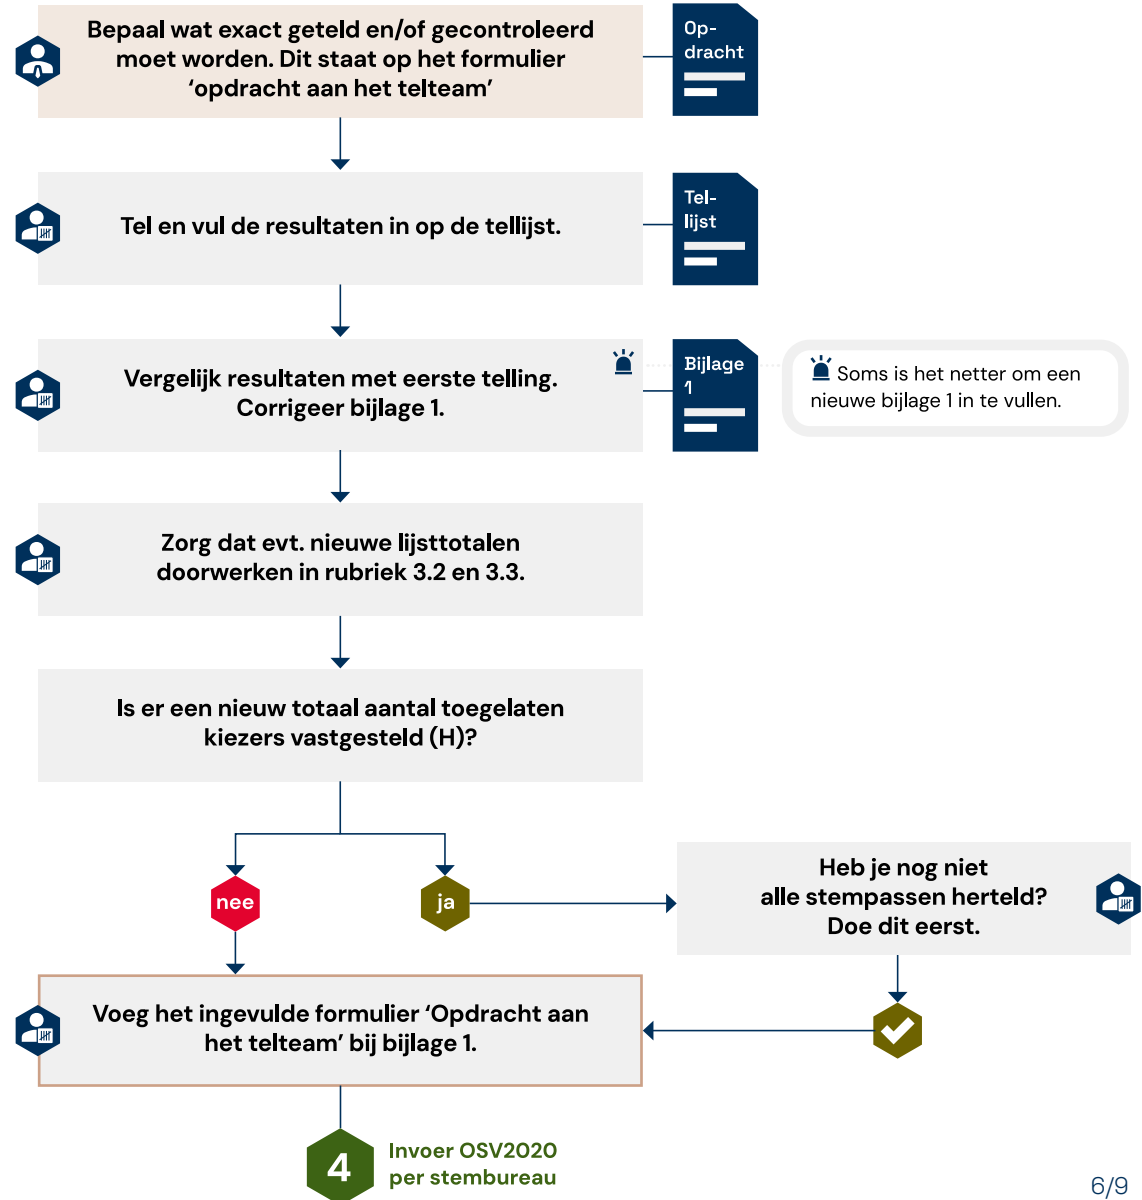 Bepaal wat exact geteld en/of gecontroleerd
moet worden. Dit staat op het formulier
‘opdracht aan het telteam’
Op-
dracht
Tel en vul de resultaten in op de tellijst.
Tel-
lijst
Vergelijk resultaten met eerste telling.
Corrigeer bijlage 1.
Bijlage
1
Soms is het netter om een
nieuwe bijlage 1 in te vullen.
Zorg dat evt. nieuwe lijsttotalen
doorwerken in rubriek 3.2 en 3.3.
Is er een nieuw totaal aantal toegelaten
kiezers vastgesteld (H)?
nee
ja
Heb je nog niet
alle stempassen herteld?
Doe dit eerst.
Voeg het ingevulde formulier ‘Opdracht aan
het telteam’ bij bijlage 1.
4
Invoer OSV2020
per stembureau
6/9